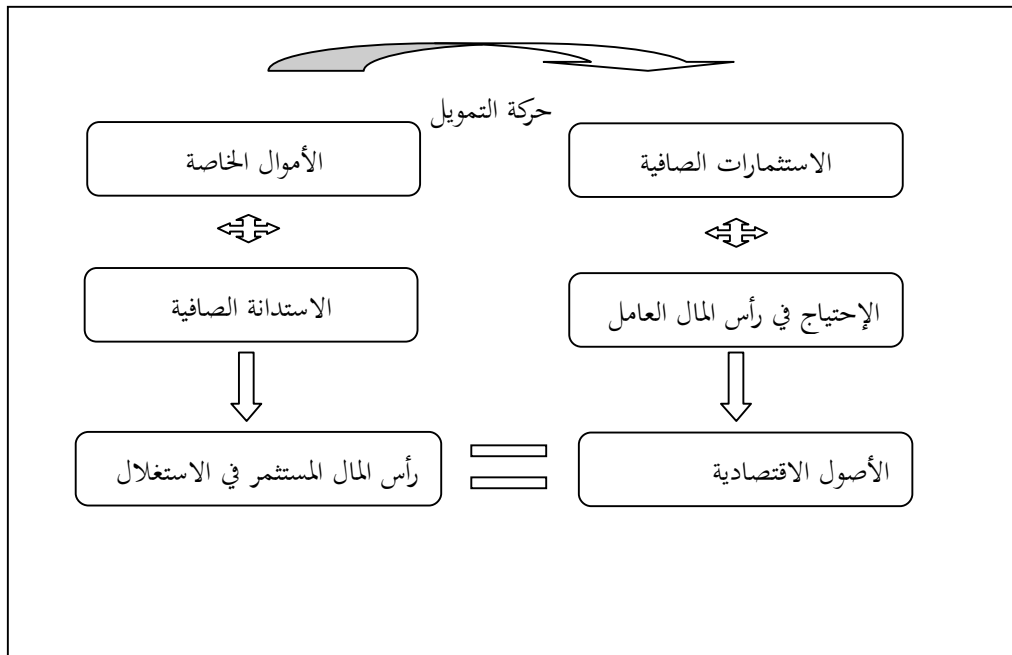 حركة التمويل
الاستثمارات الصافية
الأموال الخاصة
الإحتياج في رأس المال العامل
الاستدانة الصافية
الأصول الاقتصادية
رأس المال المستثمر في الاستغلال